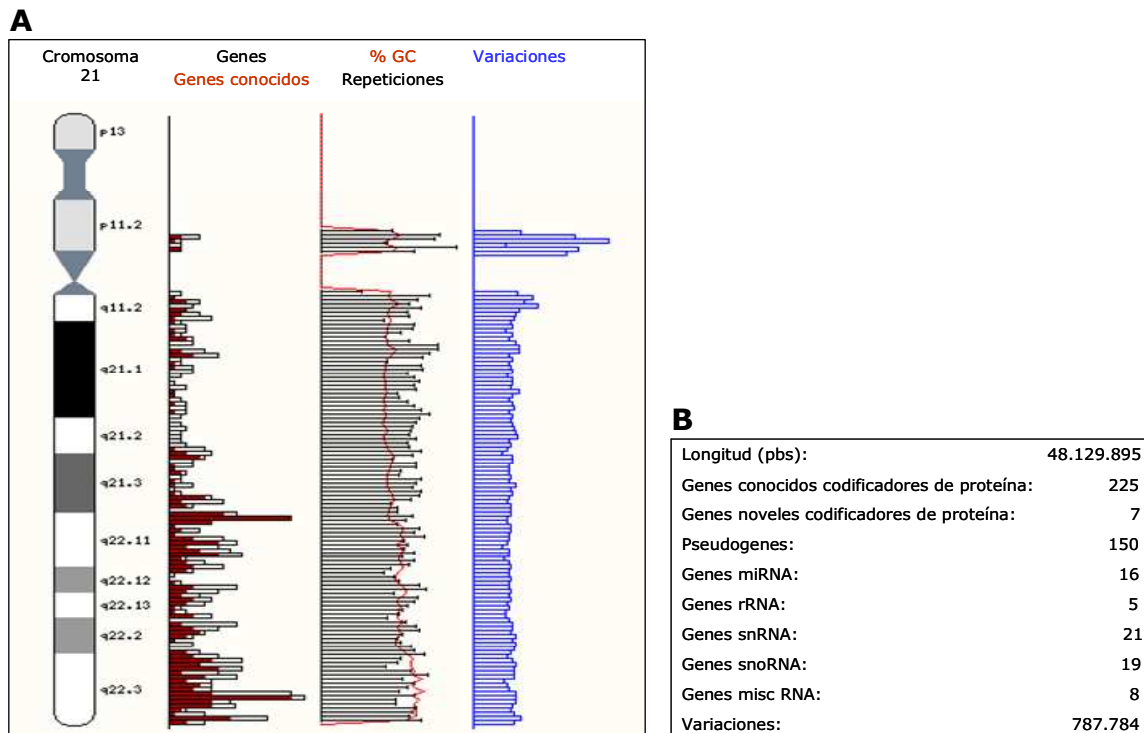 A
Cromosoma
21
Genes
Genes conocidos
% GC
Repeticiones
Variaciones
p13
p11.2
q11.2
q21.1
q21.2
q21.3
q22.11
q22.12
q22.13
q22.2
q22.3
B
Longitud (pbs): 48.129.895
Genes conocidos codificadores de proteína: 225
Genes noveles codificadores de proteína: 7
Pseudogenes: 150
Genes miRNA: 16
Genes rRNA: 5
Genes snRNA: 21
Genes snoRNA: 19
Genes misc RNA: 8
Variaciones: 787.784